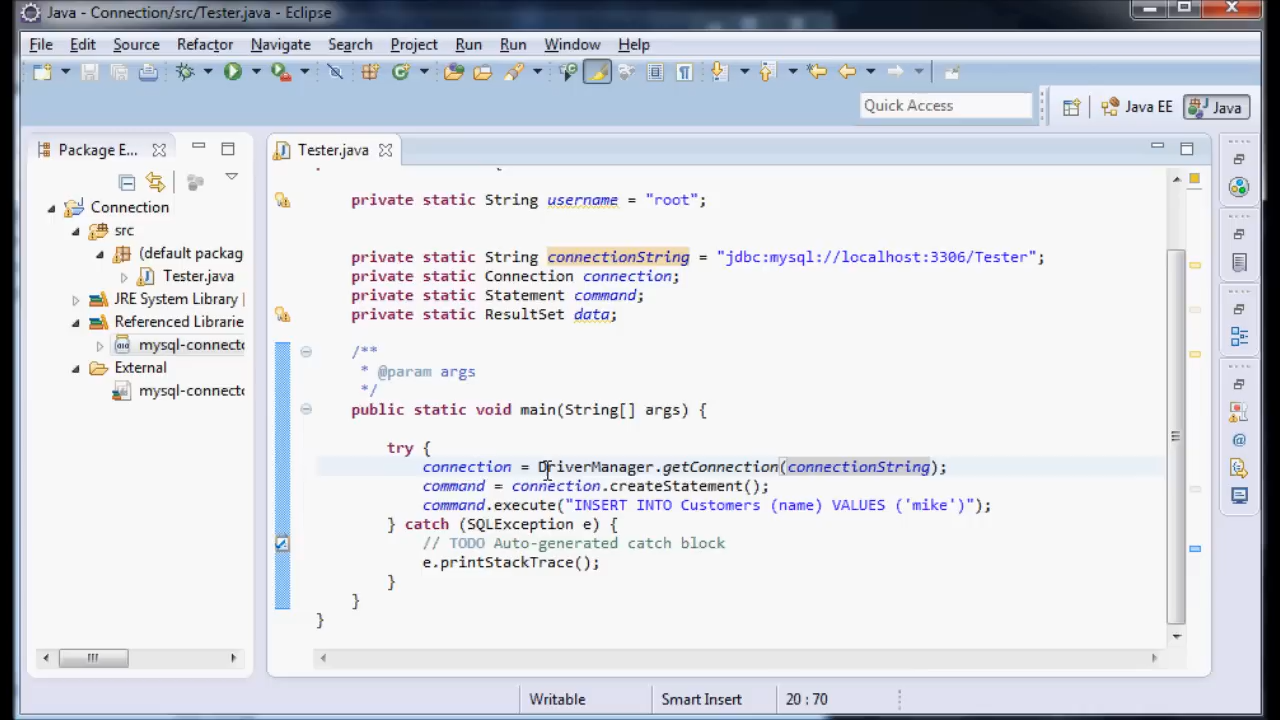 Java - Connection/src/Tester.java - Eclipse
File Edit Source Refactor Navigate Search Project Run Run Window Help
Quick Access
Java EE
Java
Package E...
Tester.java
Connection
src
(default packag
Tester.java
JRE System Library
Referenced Librarie
mysql-connecto
External
mysql-connecto
private static String username = "root";
private static String connectionString = "jdbc:mysql://localhost:3306/Tester";
private static Connection connection;
private static Statement command;
private static ResultSet data;
/**
* @param args
*/
public static void main(String[] args) {
try {
connection = DriverManager.getConnection(connectionString);
command = connection.createStatement();
command.execute("INSERT INTO Customers (name) VALUES ('mike')");
} catch (SQLException e) {
// TODO Auto-generated catch block
e.printStackTrace();
}
}
}
Writable
Smart Insert
20 : 70